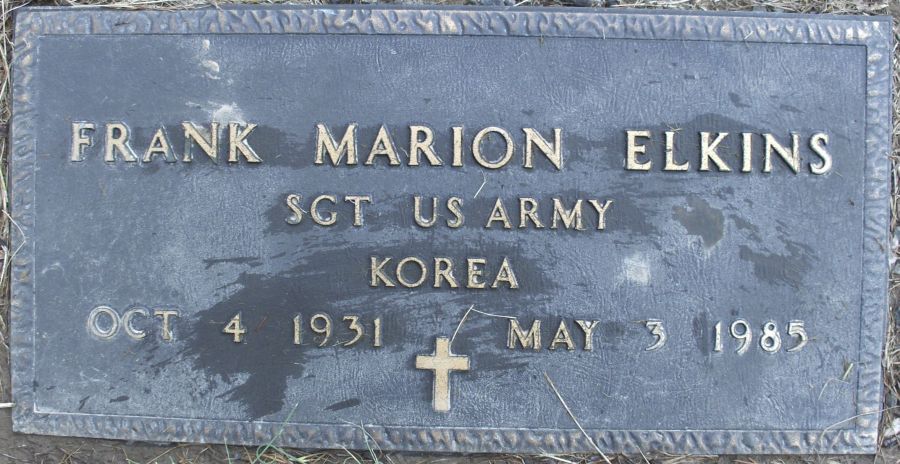 FRANK MARION ELKINS
SGT US ARMY
KOREA
OCT 4 1931 MAY 3 1985